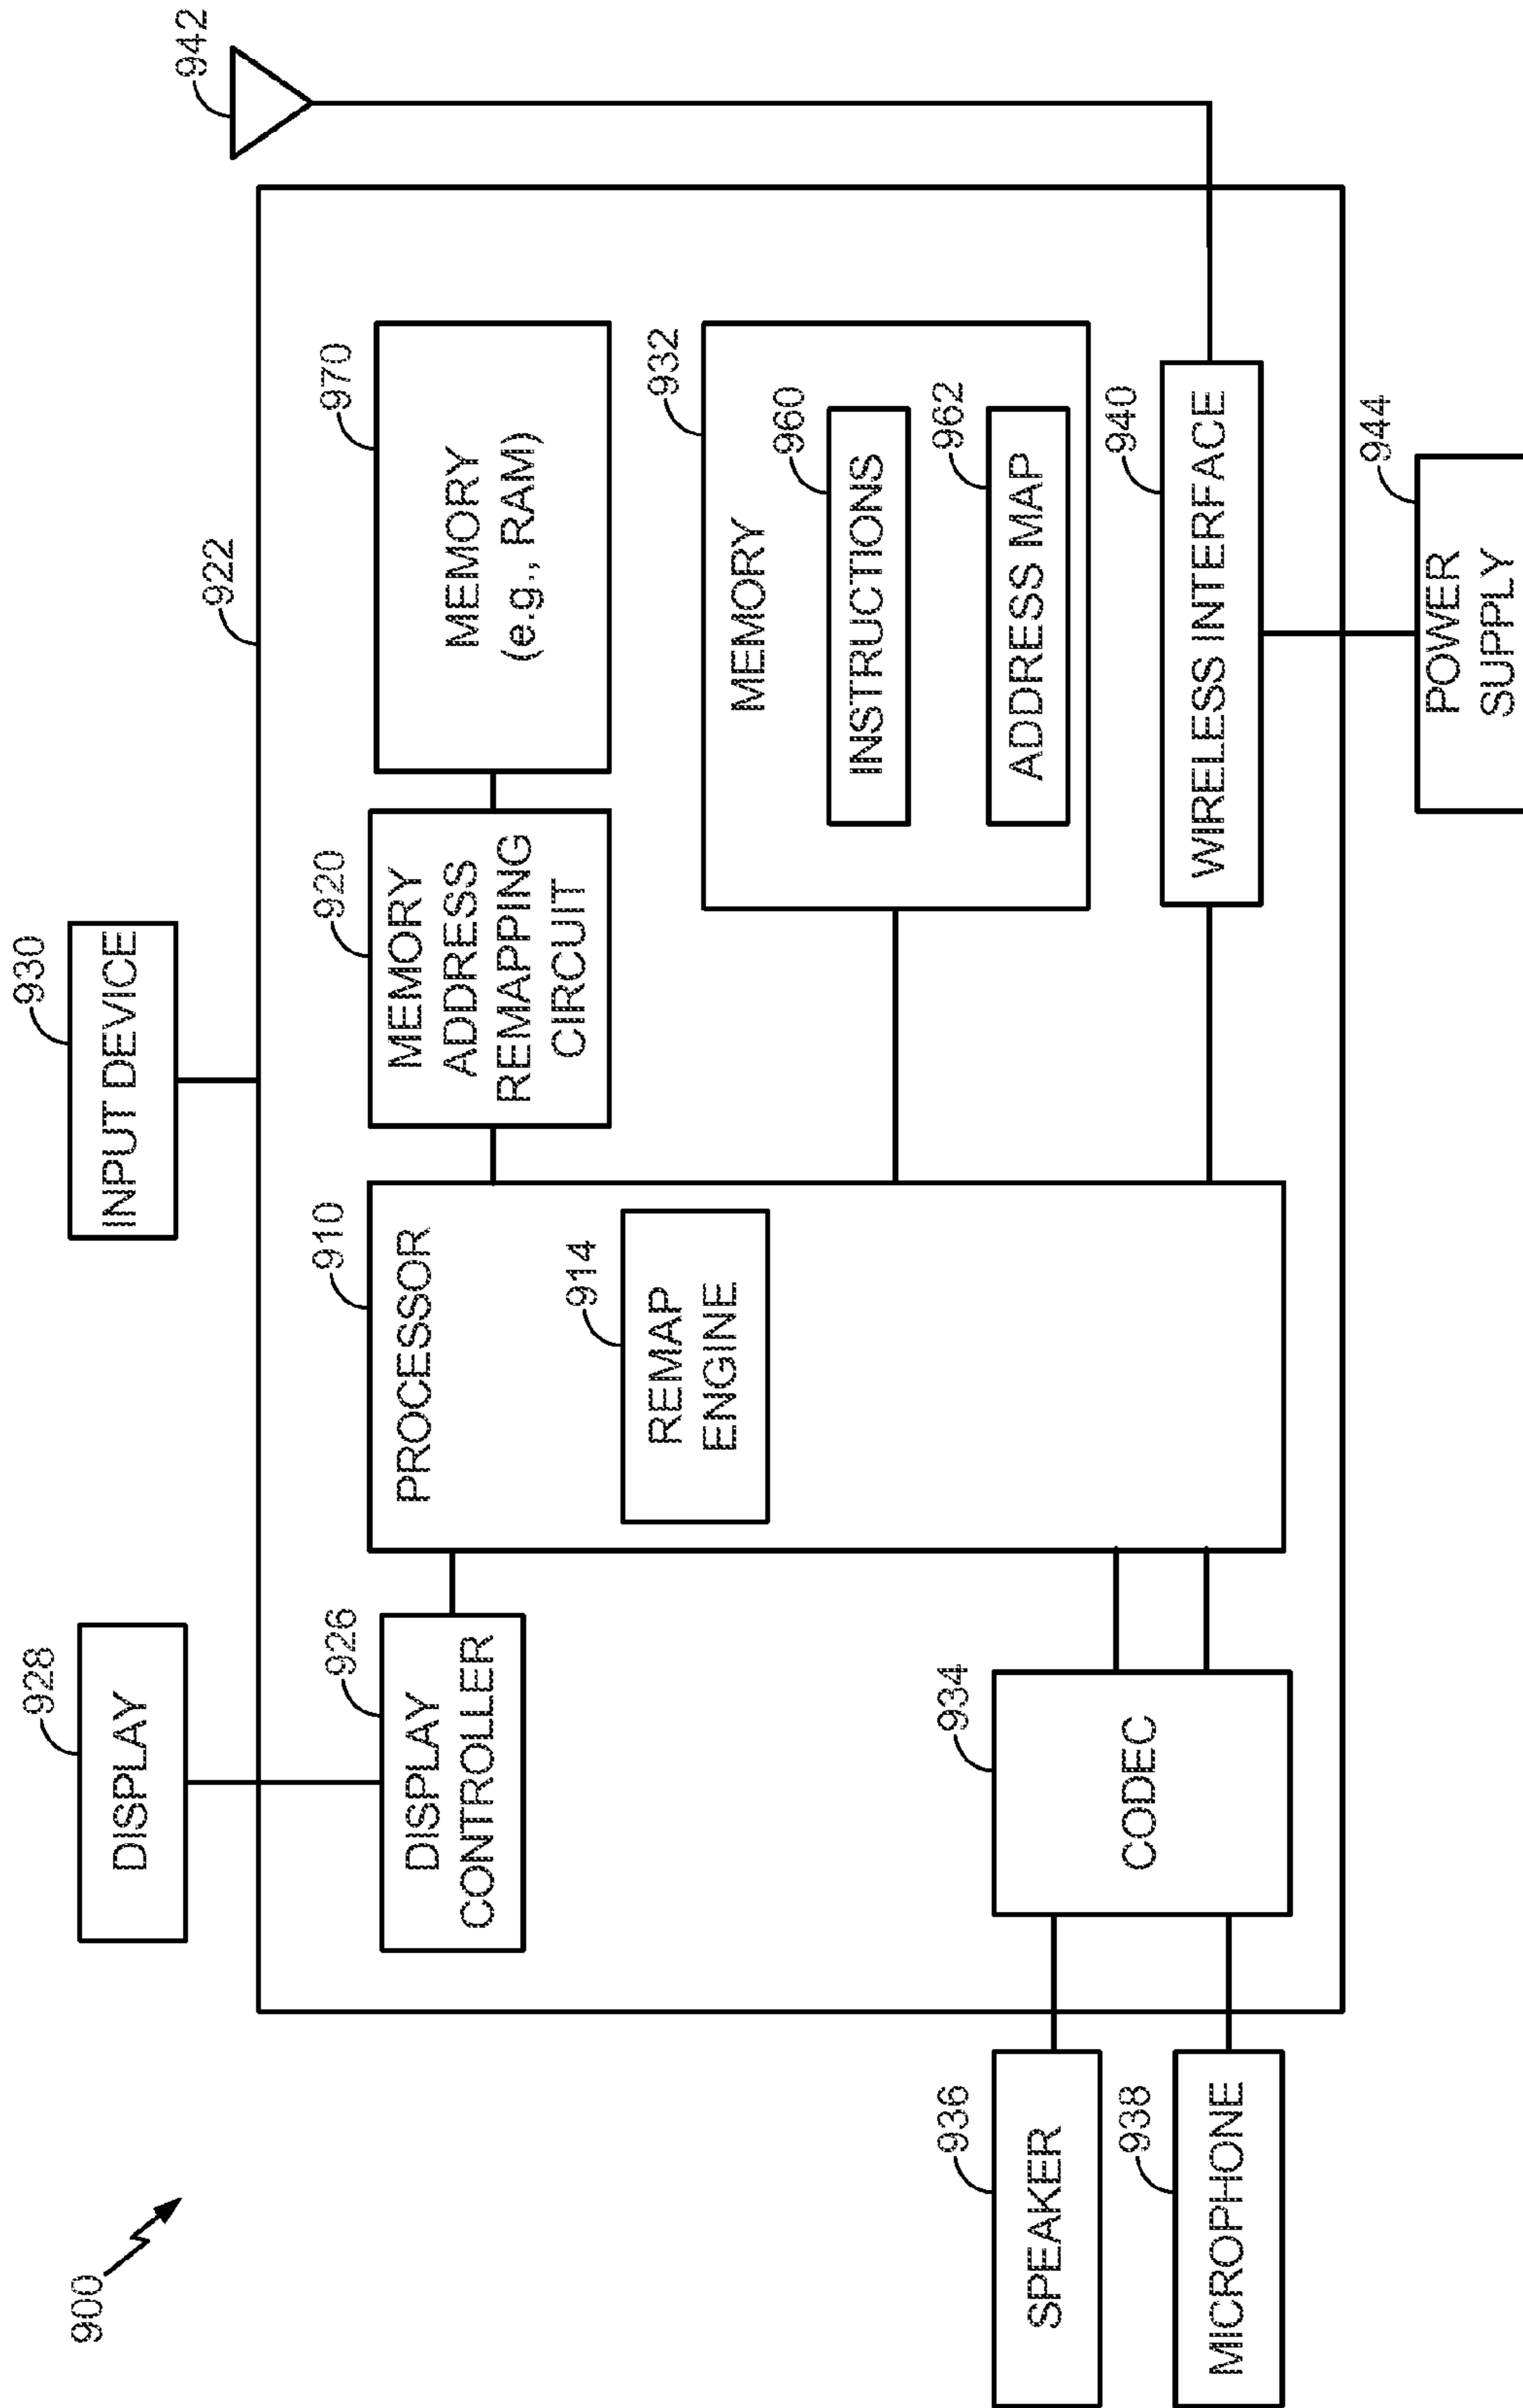 900
928
DISPLAY
930
INPUT DEVICE
942
922
926
DISPLAY
CONTROLLER
910
PROCESSOR
914
REMAP
ENGINE
920
MEMORY
ADDRESS
REMAPPING
CIRCUIT
970
MEMORY
(e.g., RAM)
932
MEMORY
960
INSTRUCTIONS
962
ADDRESS MAP
934
CODEC
940
WIRELESS INTERFACE
936
SPEAKER
938
MICROPHONE
944
POWER
SUPPLY